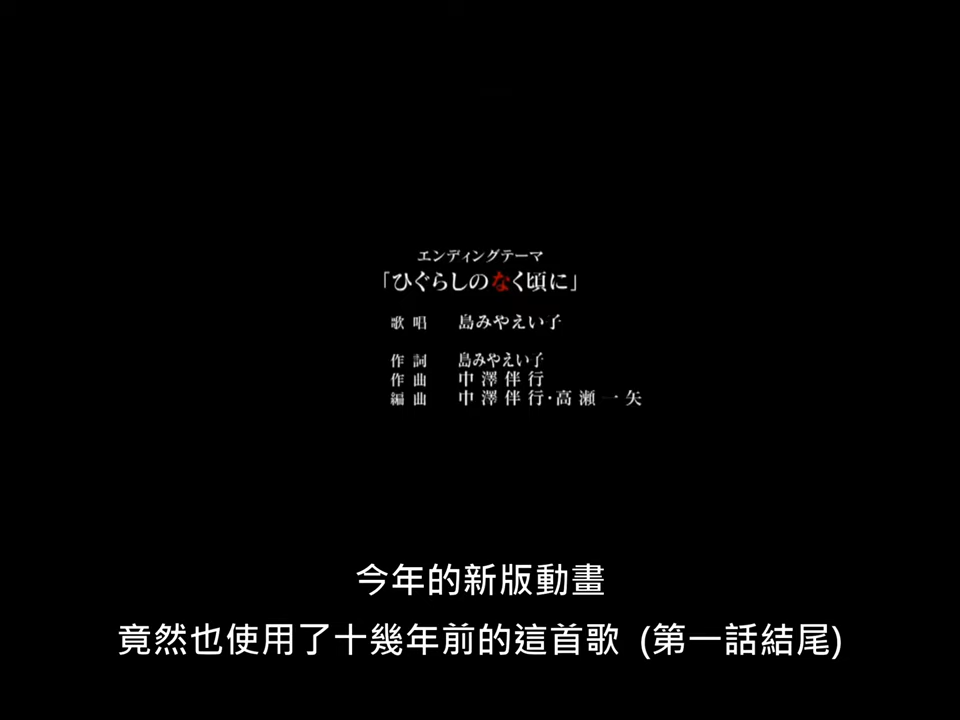 エンディングテーマ
「ひぐらしのなく頃に」
歌唱 島みやえい子
作詞 島みやえい子
作曲 中澤伴行
編曲 中澤伴行・高瀬一矢
今年的新版動畫
竟然也使用了十幾年前的這首歌 (第一話結尾)